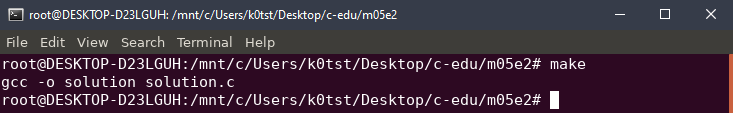 root@DESKTOP-D23LGUH: /mnt/c/Users/k0tst/Desktop/c-edu/m05e2
File Edit View Search Terminal Help
root@DESKTOP-D23LGUH:/mnt/c/Users/k0tst/Desktop/c-edu/m05e2# make
gcc -o solution solution.c
root@DESKTOP-D23LGUH:/mnt/c/Users/k0tst/Desktop/c-edu/m05e2#